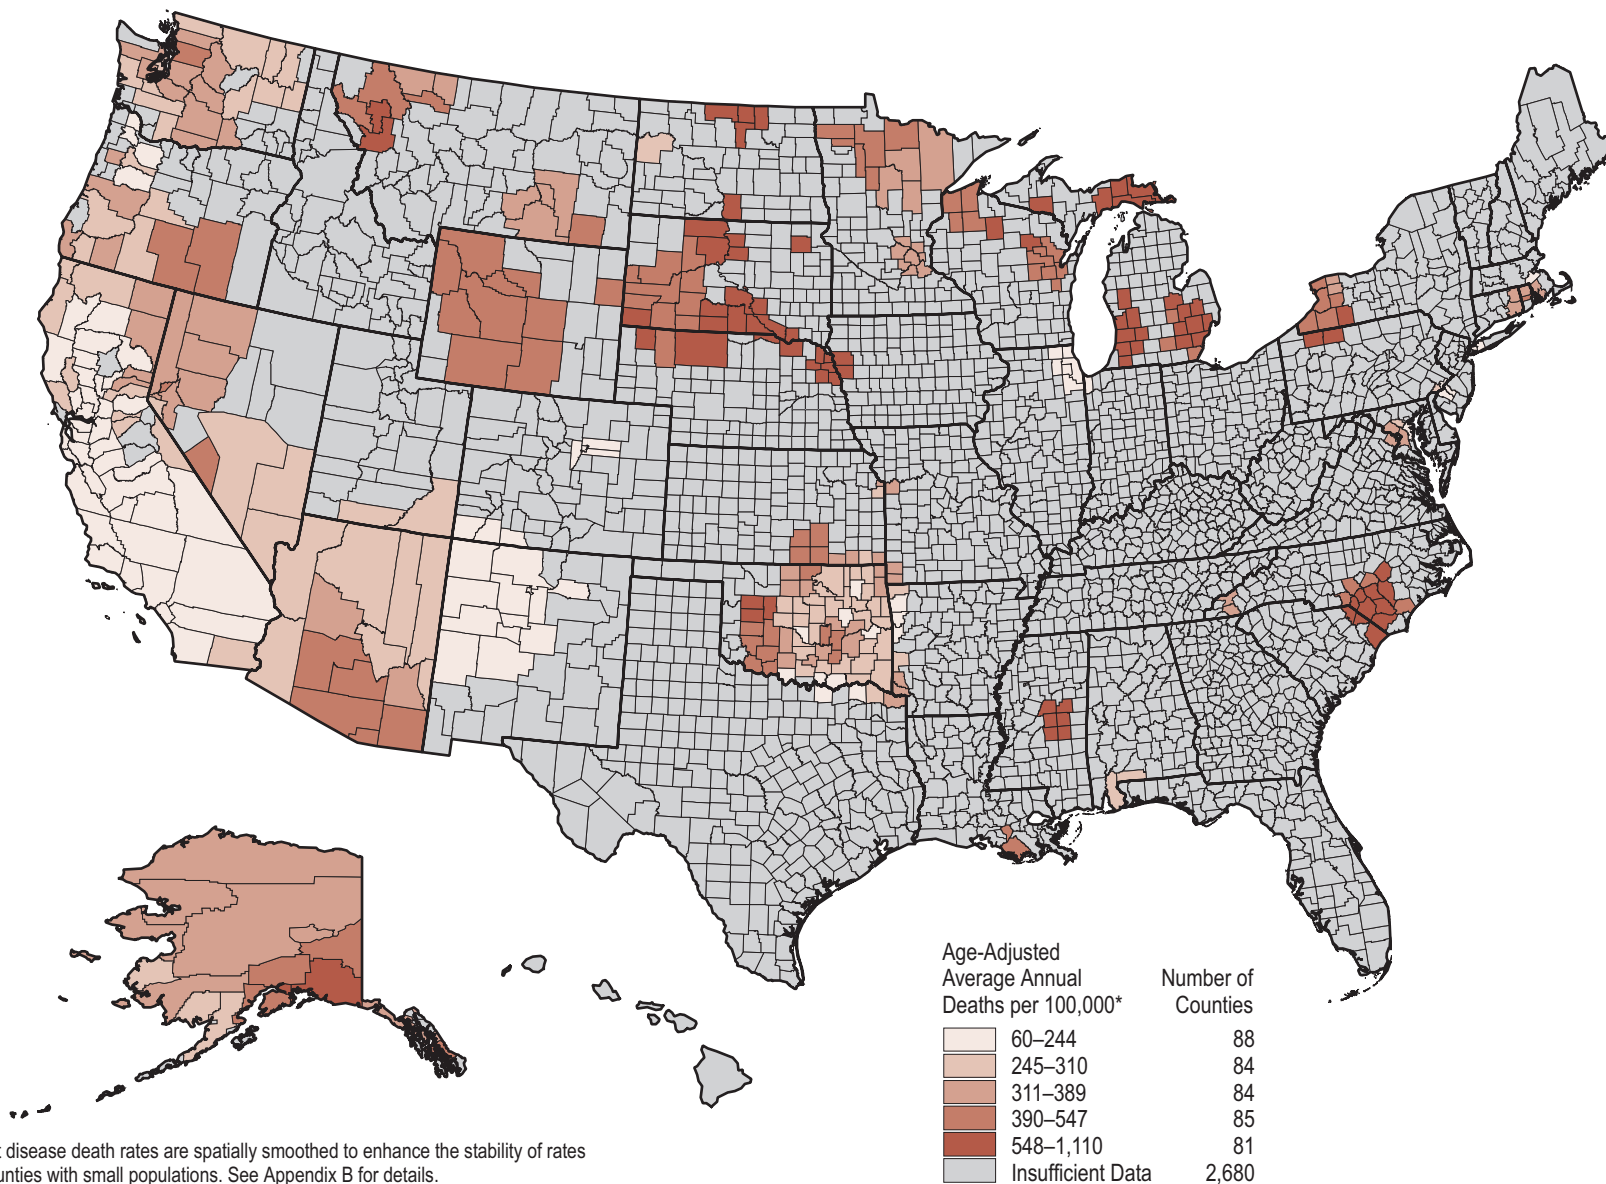 Age-Adjusted
Average Annual Number of
Deaths per 100,000* Counties
60–244 88
245–310 84
311–389 84
390–547 85
548–1,110 81
Insufficient Data 2,680
disease death rates are spatially smoothed to enhance the stability of rates
with small populations. See Appendix B for details.